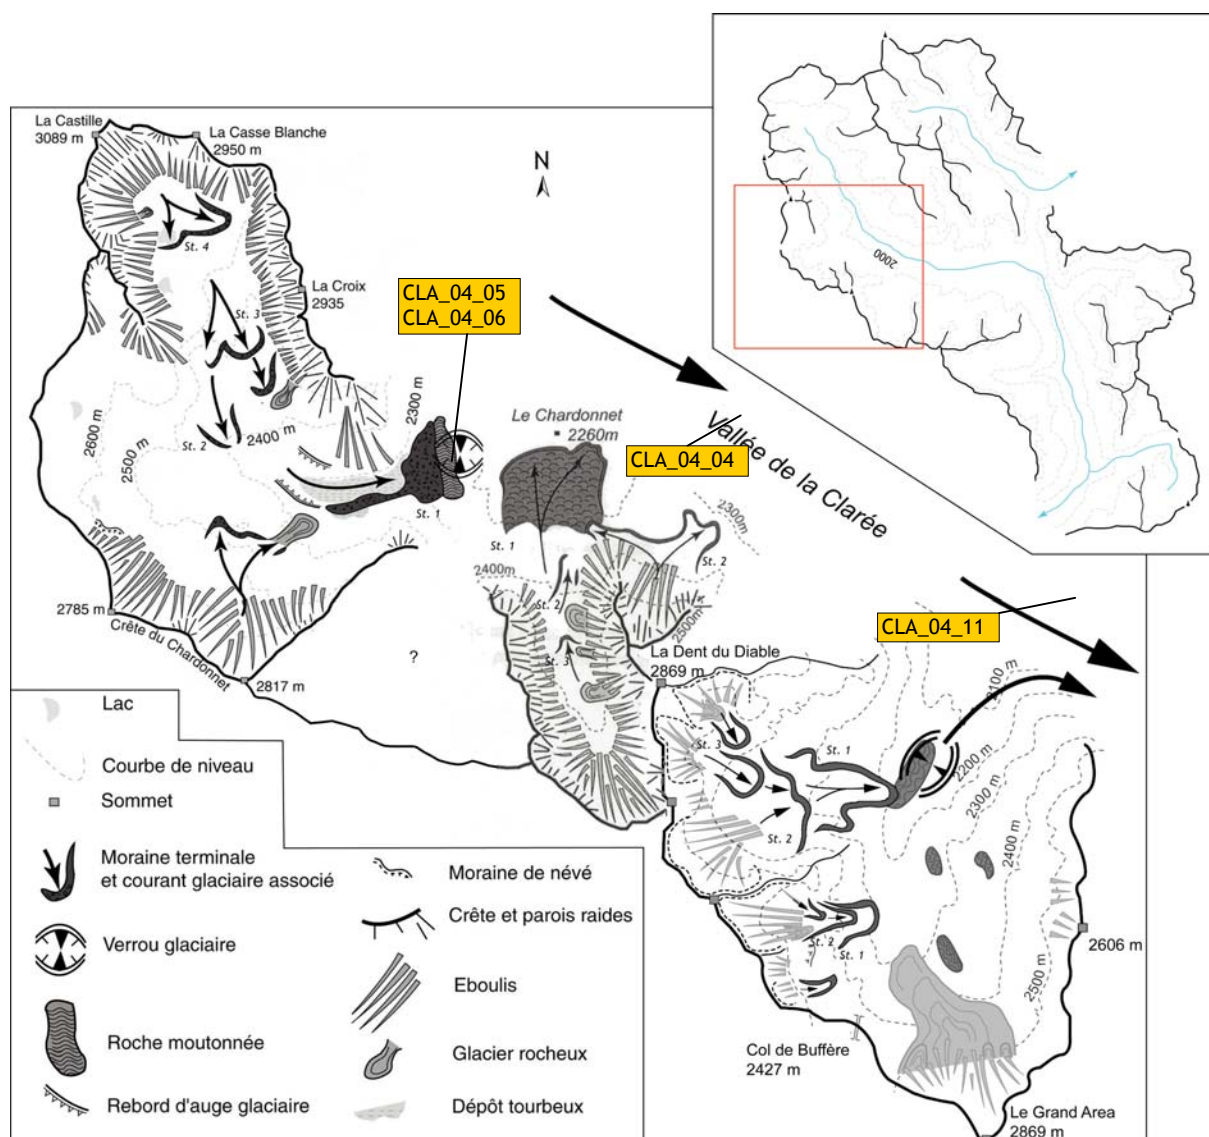 La Castille
3089 m
La Casse Blanche
2950 m
N
St. 4
La Croix
2935
St. 3
CLA_04_05
CLA_04_06
2000
2300 m
2600 m
2500 m
St. 2
2400 m
Le Chardonnet
2260m
CLA_04_04
Vallée de la Clarée
St. 1
St. 1
2300m
St. 2
2400m
St. 2
2500m
2785 m
Crête du Chardonnet
2817 m
?
St. 3
La Dent du Diable
2869 m
CLA_04_11
2100 m
St. 3
St. 1
2200 m
2300 m
St. 2
2400 m
St. 2
St. 1
2500 m
2606 m
Col de Buffère
2427 m
Le Grand Area
2869 m
Lac
Courbe de niveau
Sommet
Moraine terminale
et courant glaciaire associé
Verrou glaciaire
Roche moutonnée
Rebord d'auge glaciaire
Moraine de névé
Crête et parois raides
Eboulis
Glacier rocheux
Dépôt tourbeux